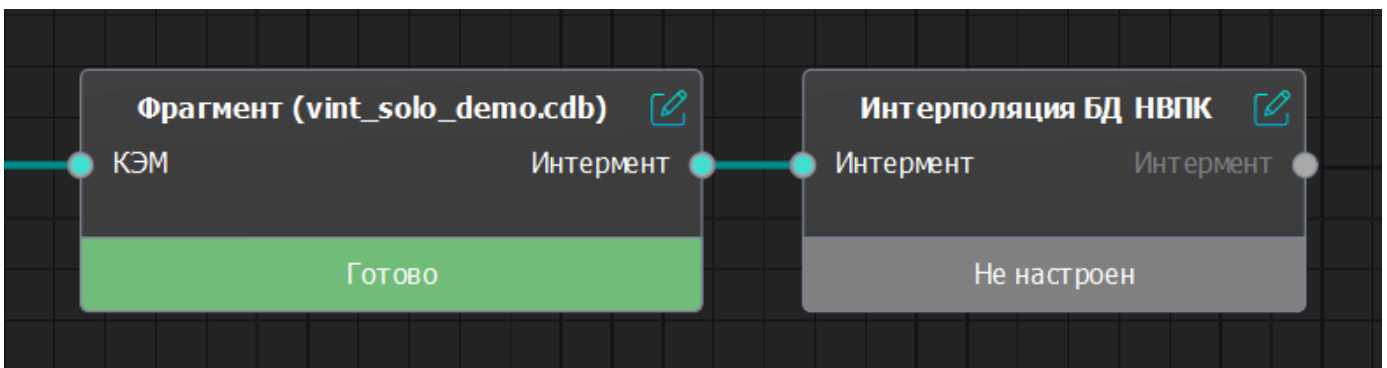 Фрагмент (vint_solo_demo.cdb)
КЭМ
Интермент
Готово
Интерполяция БД НВПК
Интермент
Интермент
Не настроен